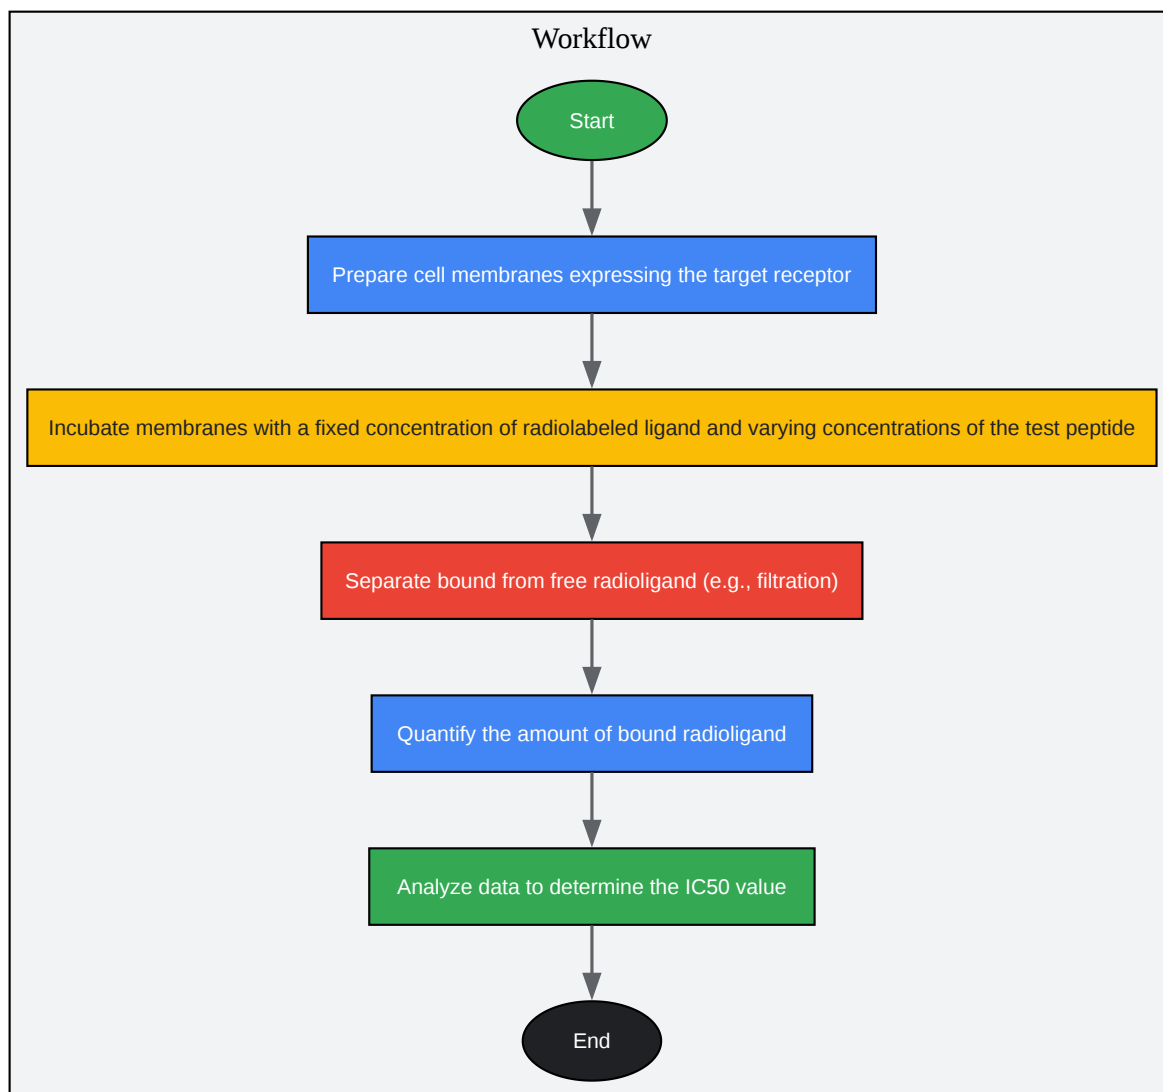 Workflow
Start
Prepare cell membranes expressing the target receptor
Incubate membranes with a fixed concentration of radiolabeled ligand and varying concentrations of the test peptide
Separate bound from free radioligand (e.g., filtration)
Quantify the amount of bound radioligand
Analyze data to determine the IC50 value
End